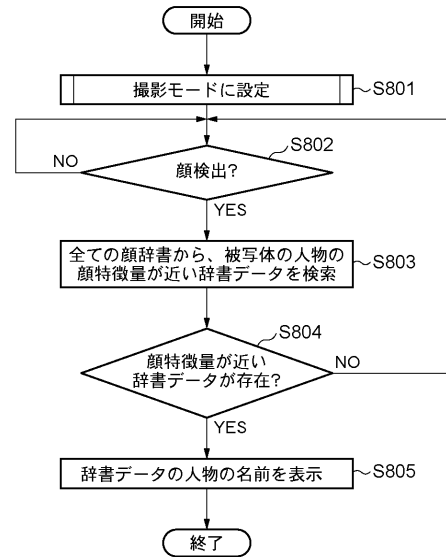 開始
撮影モードに設定
S801
S802
NO
顔検出?
YES
全ての顔辞書から、被写体の人物の
顔特徴量が近い辞書データを検索
S803
S804
顔特徴量が近い
辞書データが存在?
NO
YES
辞書データの人物の名前を表示
S805
終了